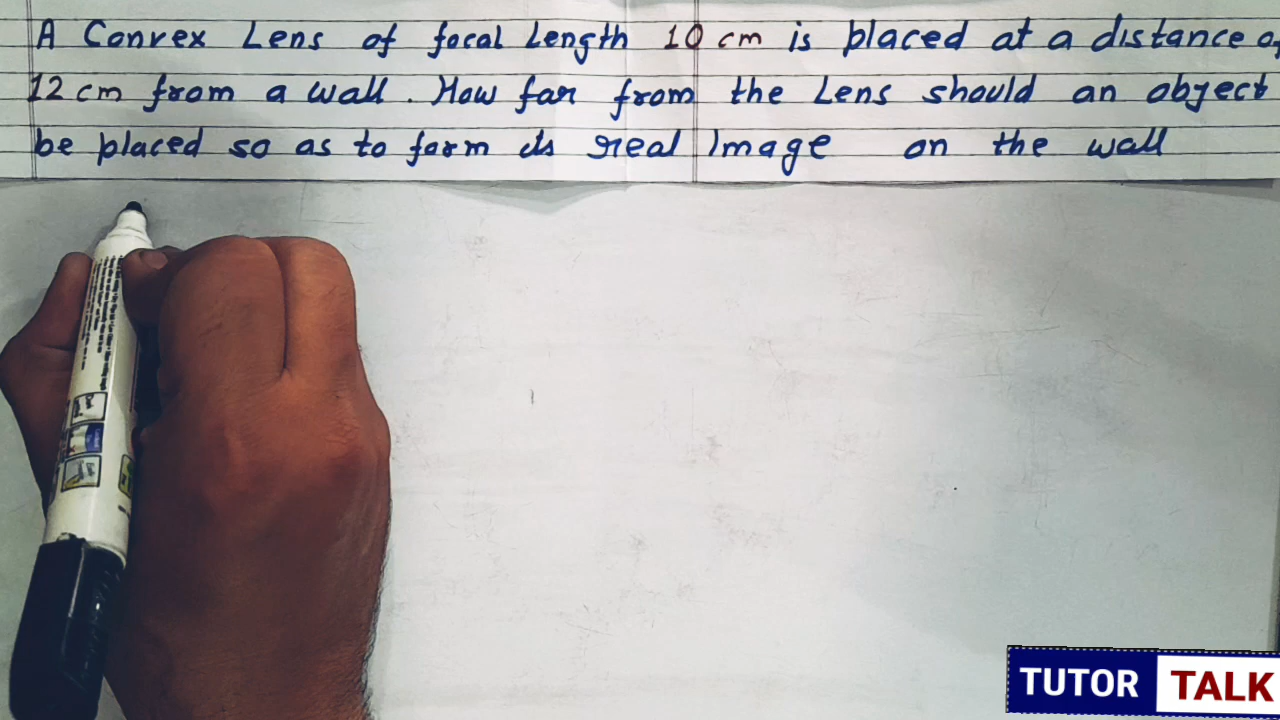 A Convex Lens of focal Length 10 cm is placed at a distance of
12 cm from a wall. How far from the Lens should an object
be placed so as to form its real Image on the wall
TUTOR TALK